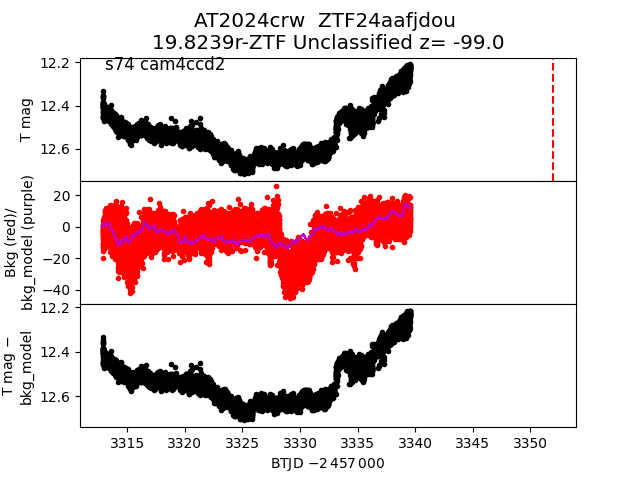 AT2024crw  ZTF24aafjdou
19.8239r-ZTF Unclassified z= -99.0
s74 cam4ccd2
12.2
12.4
12.6
T mag
20
0
−20
−40
Bkg (red)/
bkg_model (purple)
12.2
12.4
12.6
T mag −
bkg_model
3315 3320 3325 3330 3335 3340 3345 3350
BTJD −2 457 000